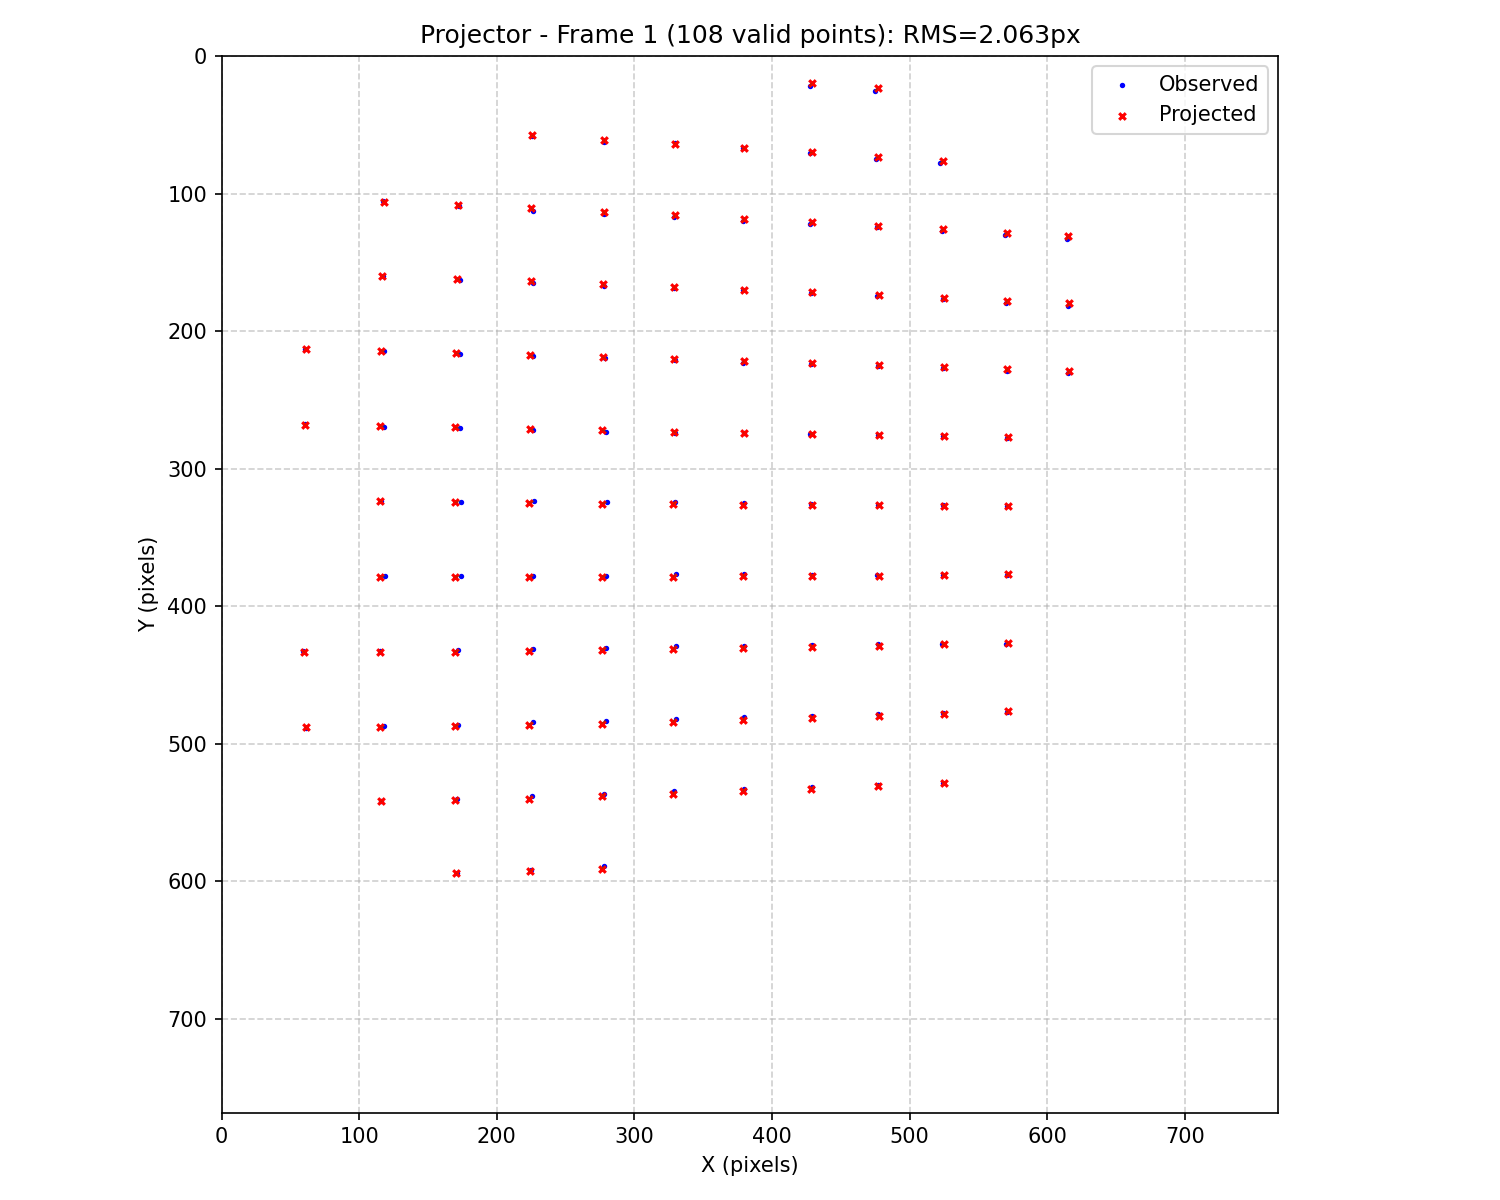 Projector - Frame 1 (108 valid points): RMS=2.063px
Observed
Projected
0
100
200
300
400
500
600
700
Y (pixels)
0 100 200 300 400 500 600 700
X (pixels)